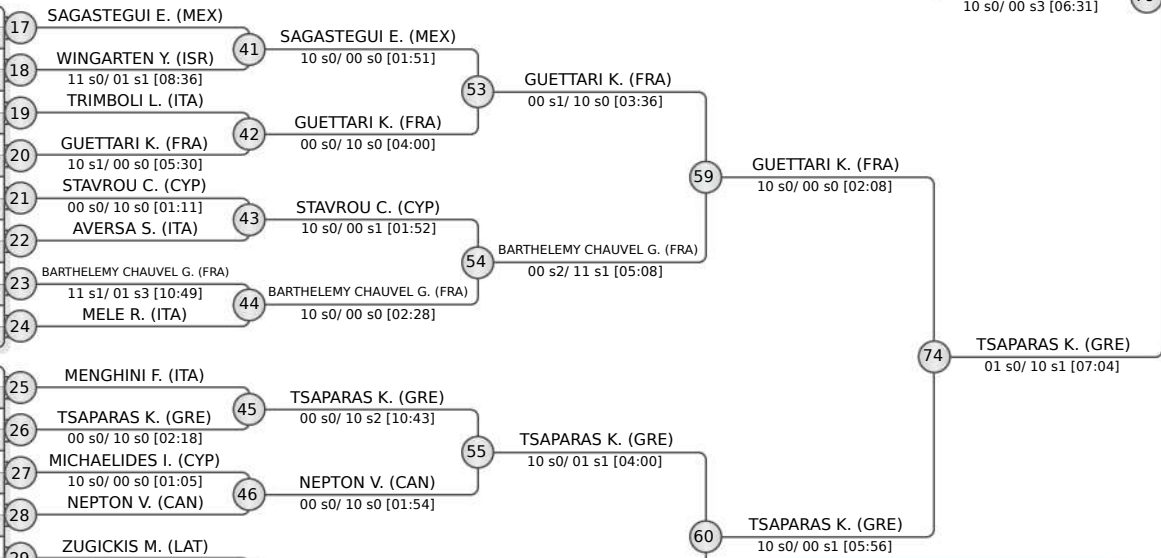 10 s0/ 00 s3 [06:31]
17
SAGASTEGUI E. (MEX)
41
SAGASTEGUI E. (MEX)
10 s0/ 00 s0 [01:51]
18
WINGARTEN Y. (ISR)
11 s0/ 01 s1 [08:36]
53
GUETTARI K. (FRA)
00 s1/ 10 s0 [03:36]
19
TRIMBOLI L. (ITA)
42
GUETTARI K. (FRA)
00 s0/ 10 s0 [04:00]
20
GUETTARI K. (FRA)
10 s1/ 00 s0 [05:30]
59
GUETTARI K. (FRA)
10 s0/ 00 s0 [02:08]
21
STAVROU C. (CYP)
00 s0/ 10 s0 [01:11]
43
STAVROU C. (CYP)
10 s0/ 00 s1 [01:52]
22
AVERSA S. (ITA)
54
BARTHELEMY CHAUVEL G. (FRA)
00 s2/ 11 s1 [05:08]
23
BARTHELEMY CHAUVEL G. (FRA)
11 s1/ 01 s3 [10:49]
44
BARTHELEMY CHAUVEL G. (FRA)
10 s0/ 00 s0 [02:28]
24
MELE R. (ITA)
74
TSAPARAS K. (GRE)
01 s0/ 10 s1 [07:04]
25
MENGHINI F. (ITA)
45
TSAPARAS K. (GRE)
00 s0/ 10 s2 [10:43]
26
TSAPARAS K. (GRE)
00 s0/ 10 s0 [02:18]
55
TSAPARAS K. (GRE)
10 s0/ 01 s1 [04:00]
27
MICHAELIDES I. (CYP)
10 s0/ 00 s0 [01:05]
46
NEPTON V. (CAN)
00 s0/ 10 s0 [01:54]
28
NEPTON V. (CAN)
60
TSAPARAS K. (GRE)
10 s0/ 00 s1 [05:56]
29
ZUGICKIS M. (LAT)